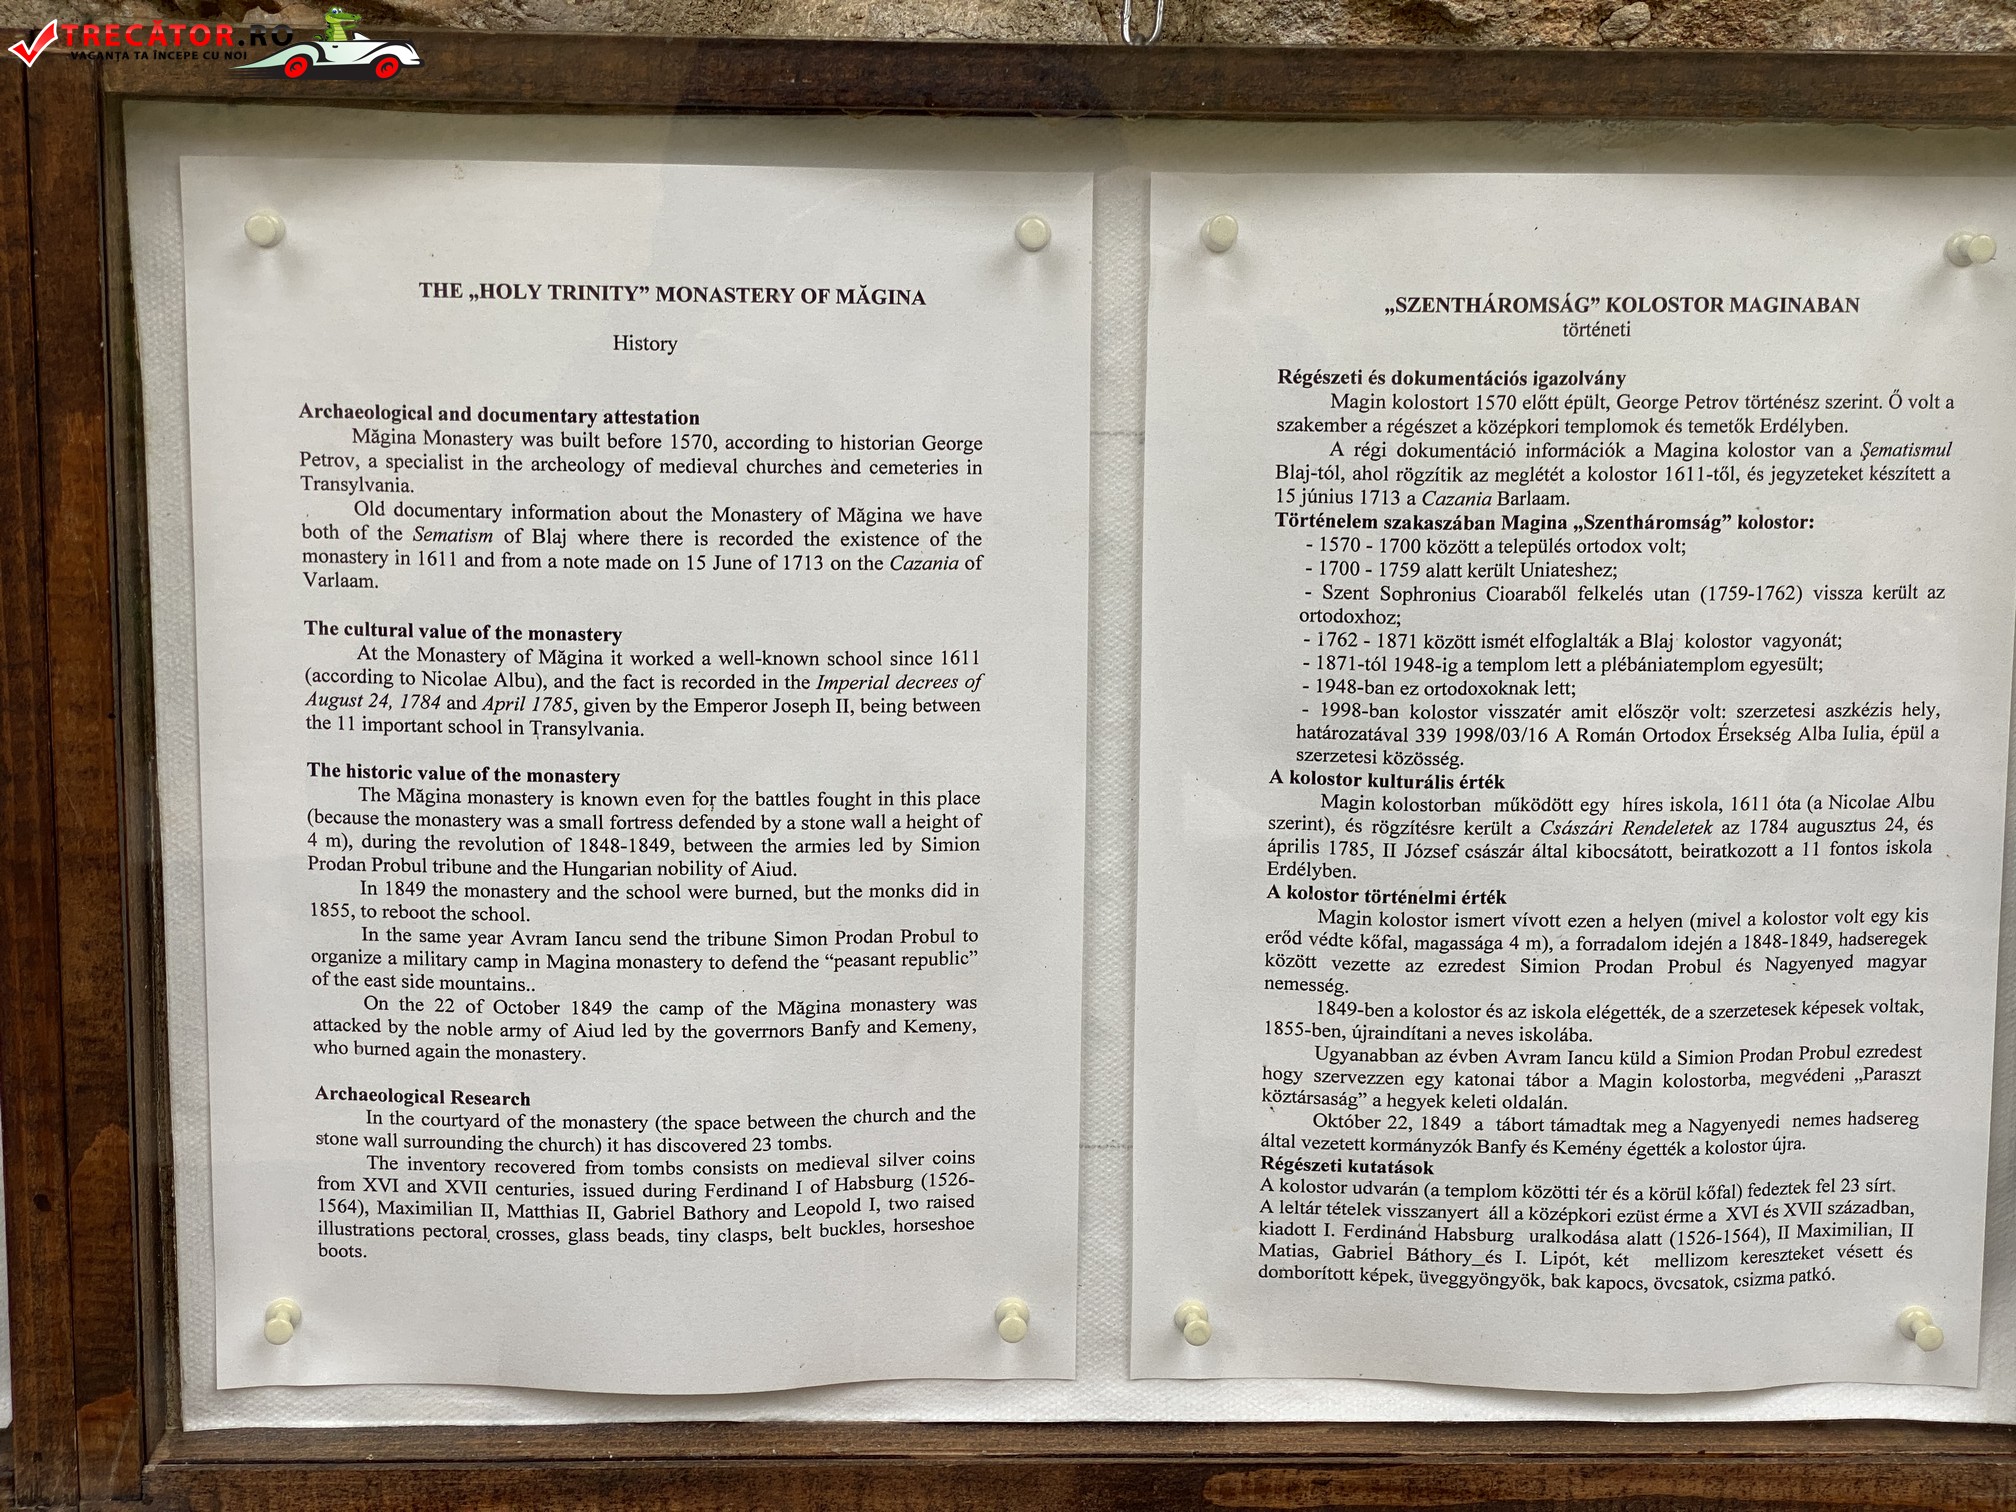 TRECĂTOR.RO
VACANȚA TA ÎNCEPE CU NOI
THE „HOLY TRINITY” MONASTERY OF MĂGINA
History
Archaeological and documentary attestation
Măgina Monastery was built before 1570, according to historian George
Petrov, a specialist in the archeology of medieval churches and cemeteries in
Transylvania.
Old documentary information about the Monastery of Măgina we have
both of the Sematism of Blaj where there is recorded the existence of the
monastery in 1611 and from a note made on 15 June of 1713 on the Cazania of
Varlaam.
The cultural value of the monastery
At the Monastery of Măgina it worked a well-known school since 1611
(according to Nicolae Albu), and the fact is recorded in the Imperial decrees of
August 24, 1784 and April 1785, given by the Emperor Joseph II, being between
the 11 important school in Transylvania.
The historic value of the monastery
The Măgina monastery is known even for the battles fought in this place
(because the monastery was a small fortress defended by a stone wall a height of
4 m), during the revolution of 1848-1849, between the armies led by Simion
Prodan Probul tribune and the Hungarian nobility of Aiud.
In 1849 the monastery and the school were burned, but the monks did in
1855, to reboot the school.
In the same year Avram Iancu send the tribune Simon Prodan Probul to
organize a military camp in Magina monastery to defend the “peasant republic”
of the east side mountains..
On the 22 of October 1849 the camp of the Măgina monastery was
attacked by the noble army of Aiud led by the goverrnors Banfy and Kemeny,
who burned again the monastery.
Archaeological Research
In the courtyard of the monastery (the space between the church and the
stone wall surrounding the church) it has discovered 23 tombs.
The inventory recovered from tombs consists on medieval silver coins
from XVI and XVII centuries, issued during Ferdinand I of Habsburg (1526-
1564), Maximilian II, Matthias II, Gabriel Bathory and Leopold I, two raised
illustrations pectoral crosses, glass beads, tiny clasps, belt buckles, horseshoe
boots.
„SZENTHÁROMSÁG” KOLOSTOR MAGINABAN
történeti
Régészeti és dokumentációs igazolvány
Magin kolostort 1570 előtt épült, George Petrov történész szerint. Ő volt a
szakember a régészet a középkori templomok és temetők Erdélyben.
A régi dokumentáció információk a Magina kolostor van a Şematismul
Blaj-tól, ahol rögzítik az meglétét a kolostor 1611-től, és jegyzeteket készített a
15 június 1713 a Cazania Barlaam.
Történelem szakaszában Magina „Szentháromság” kolostor:
- 1570 - 1700 között a település ortodox volt;
- 1700 - 1759 alatt került Uniateshez;
- Szent Sophronius Cioaraből felkelés utan (1759-1762) vissza került az
ortodoxhoz;
- 1762 - 1871 között ismét elfoglalták a Blaj kolostor vagyonát;
- 1871-tól 1948-ig a templom lett a plébániatemplom egyesült;
- 1948-ban ez ortodoxoknak lett;
- 1998-ban kolostor visszatér amit először volt: szerzetesi aszkézis hely,
határozatával 339 1998/03/16 A Román Ortodox Érsekség Alba Iulia, épül a
szerzetesi közösség.
A kolostor kulturális érték
Magin kolostorban működött egy híres iskola, 1611 óta (a Nicolae Albu
szerint), és rögzítésre került a Császári Rendeletek az 1784 augusztus 24, és
április 1785, II József császár által kibocsátott, beiratkozott a 11 fontos iskola
Erdélyben.
A kolostor történelmi érték
Magin kolostor ismert vívott ezen a helyen (mivel a kolostor volt egy kis
erőd védte kőfal, magassága 4 m), a forradalom idején a 1848-1849, hadseregek
között vezette az ezredest Simion Prodan Probul és Nagyenyed magyar
nemesség.
1849-ben a kolostor és az iskola elégették, de a szerzetesek képesek voltak,
1855-ben, újraindítani a neves iskolába.
Ugyanabban az évben Avram Iancu küld a Simion Prodan Probul ezredest
hogy szervezzen egy katonai tábor a Magin kolostorba, megvédeni „Paraszt
köztársaság” a hegyek keleti oldalán.
Október 22, 1849 a tábort támadtak meg a Nagyenyedi nemes hadsereg
által vezetett kormányzók Banfy és Kemény égették a kolostor újra.
Régészeti kutatások
A kolostor udvarán (a templom közötti tér és a körül kőfal) fedeztek fel 23 sírt.
A leltár tételek visszanyert áll a középkori ezüst érme a XVI és XVII században,
kiadott I. Ferdinánd Habsburg uralkodása alatt (1526-1564), II Maximilian, II
Matias, Gabriel Báthory_és I. Lipót, két mellizom kereszteket vésett és
domborított képek, üveggyöngyök, bak kapocs, övcsatok, csizma patkó.